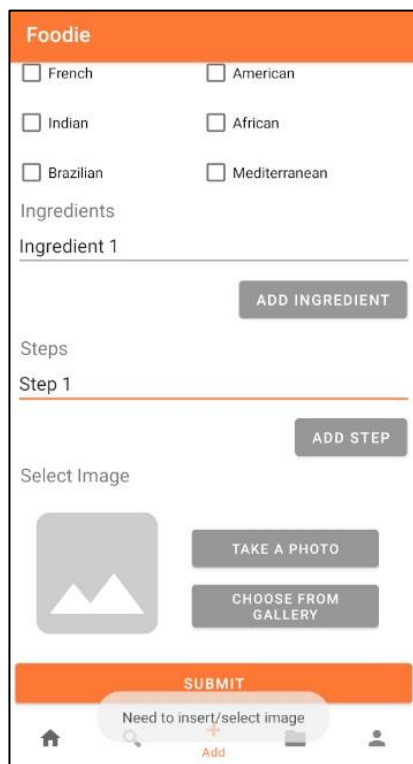 Foodie
French American
Indian African
Brazilian Mediterranean
Ingredients
Ingredient 1
ADD INGREDIENT
Steps
Step 1
ADD STEP
Select Image
TAKE A PHOTO
CHOOSE FROM
GALLERY
SUBMIT
Need to insert/select image
Add